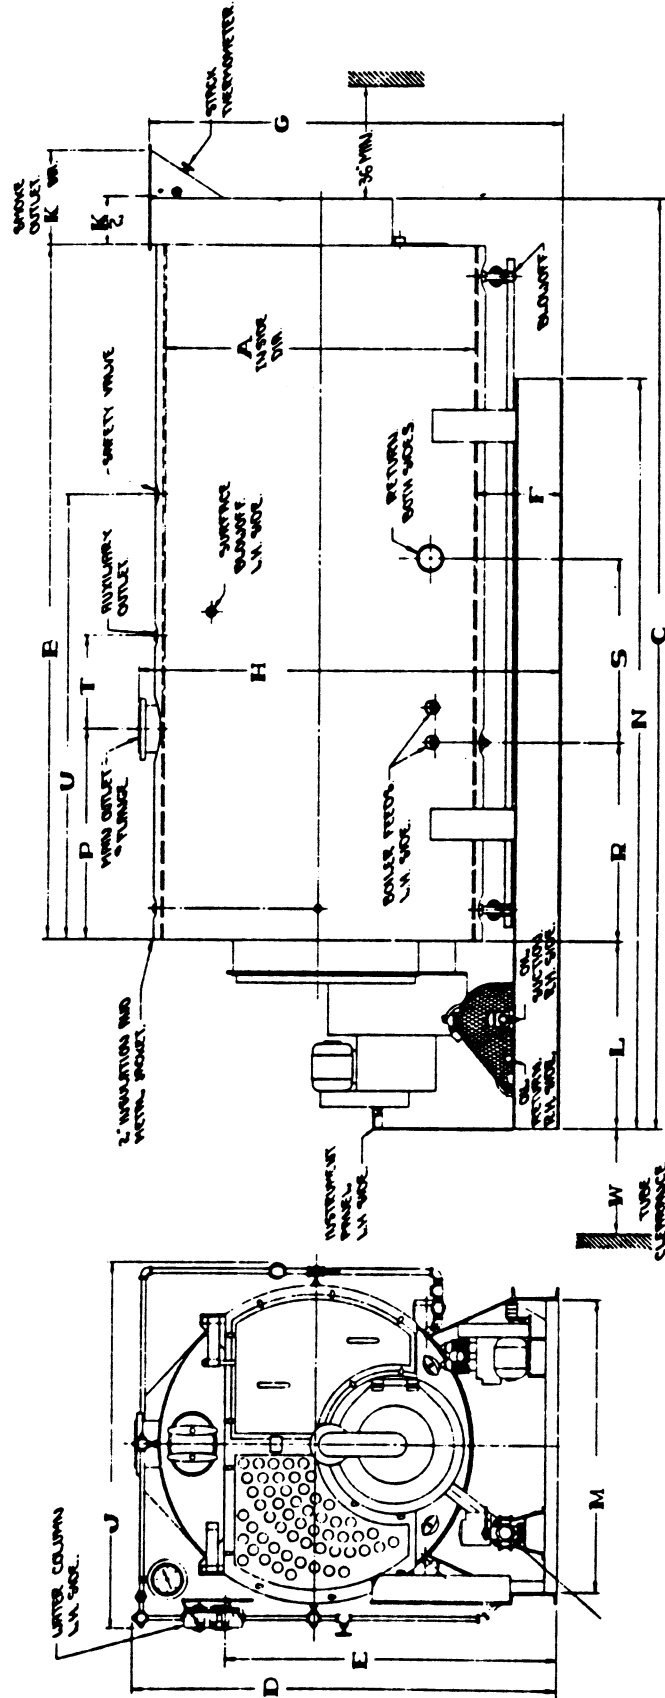 WATER COLUMN
L.H. SIDE.
D
E
J
M
2" INSULATION AND
METAL JACKET.
INSTRUMENT
PANEL
L.H. SIDE
W
TUBE
CLEARANCE
B
U
P
T
MAIN OUTLET-
" FLANGE.
AUXILIARY
OUTLET
- SAFETY VALVE
SMOKE
OUTLET.
K DIA.
K
2
STACK
THERMOMETER.
G
36" MIN.
A
INSIDE
DIA.
H
SURFACE
BLOWOFF
L.H. SIDE.
RETURN
BOTH SIDES.
BOILER FEEDS
L.H. SIDE.
F
BLOWOFF
OIL
SUCTION
R.H. SIDE.
OIL
RETURN
R.H. SIDE.
L
R
S
N
C